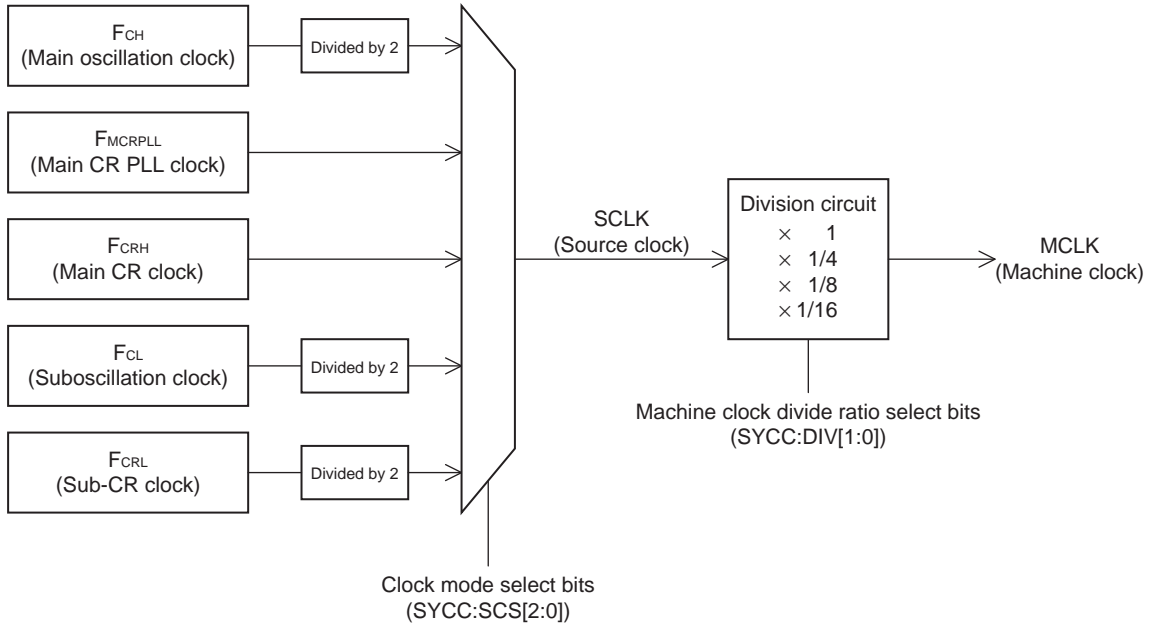 FCH
(Main oscillation clock)
Divided by 2
FMCRPLL
(Main CR PLL clock)
FCRH
(Main CR clock)
FCL
(Suboscillation clock)
Divided by 2
FCRL
(Sub-CR clock)
Divided by 2
Clock mode select bits
(SYCC:SCS[2:0])
SCLK
(Source clock)
Division circuit
× 1
× 1/4
× 1/8
× 1/16
Machine clock divide ratio select bits
(SYCC:DIV[1:0])
MCLK
(Machine clock)